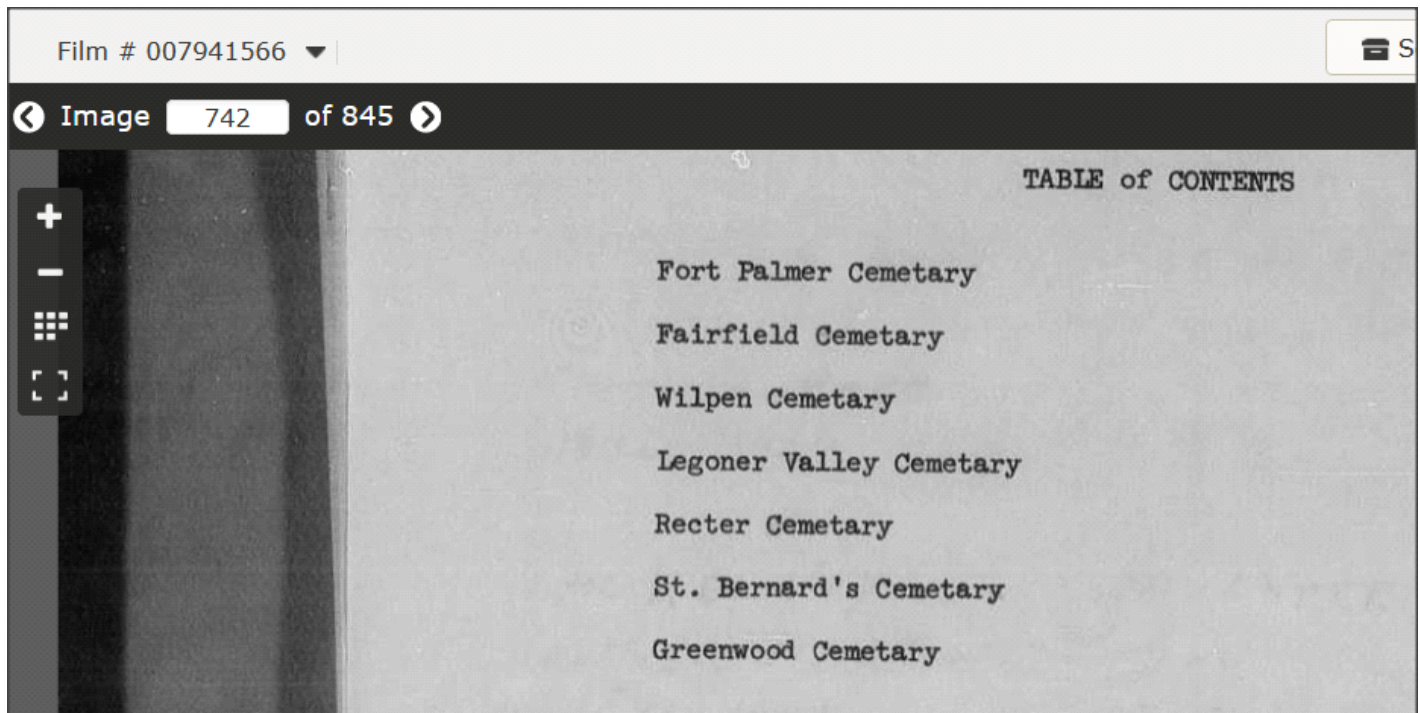 Film # 007941566
S
Image 742 of 845
TABLE of CONTENTS
Fort Palmer Cemetary
Fairfield Cemetary
Wilpen Cemetary
Legoner Valley Cemetary
Recter Cemetary
St. Bernard's Cemetary
Greenwood Cemetary